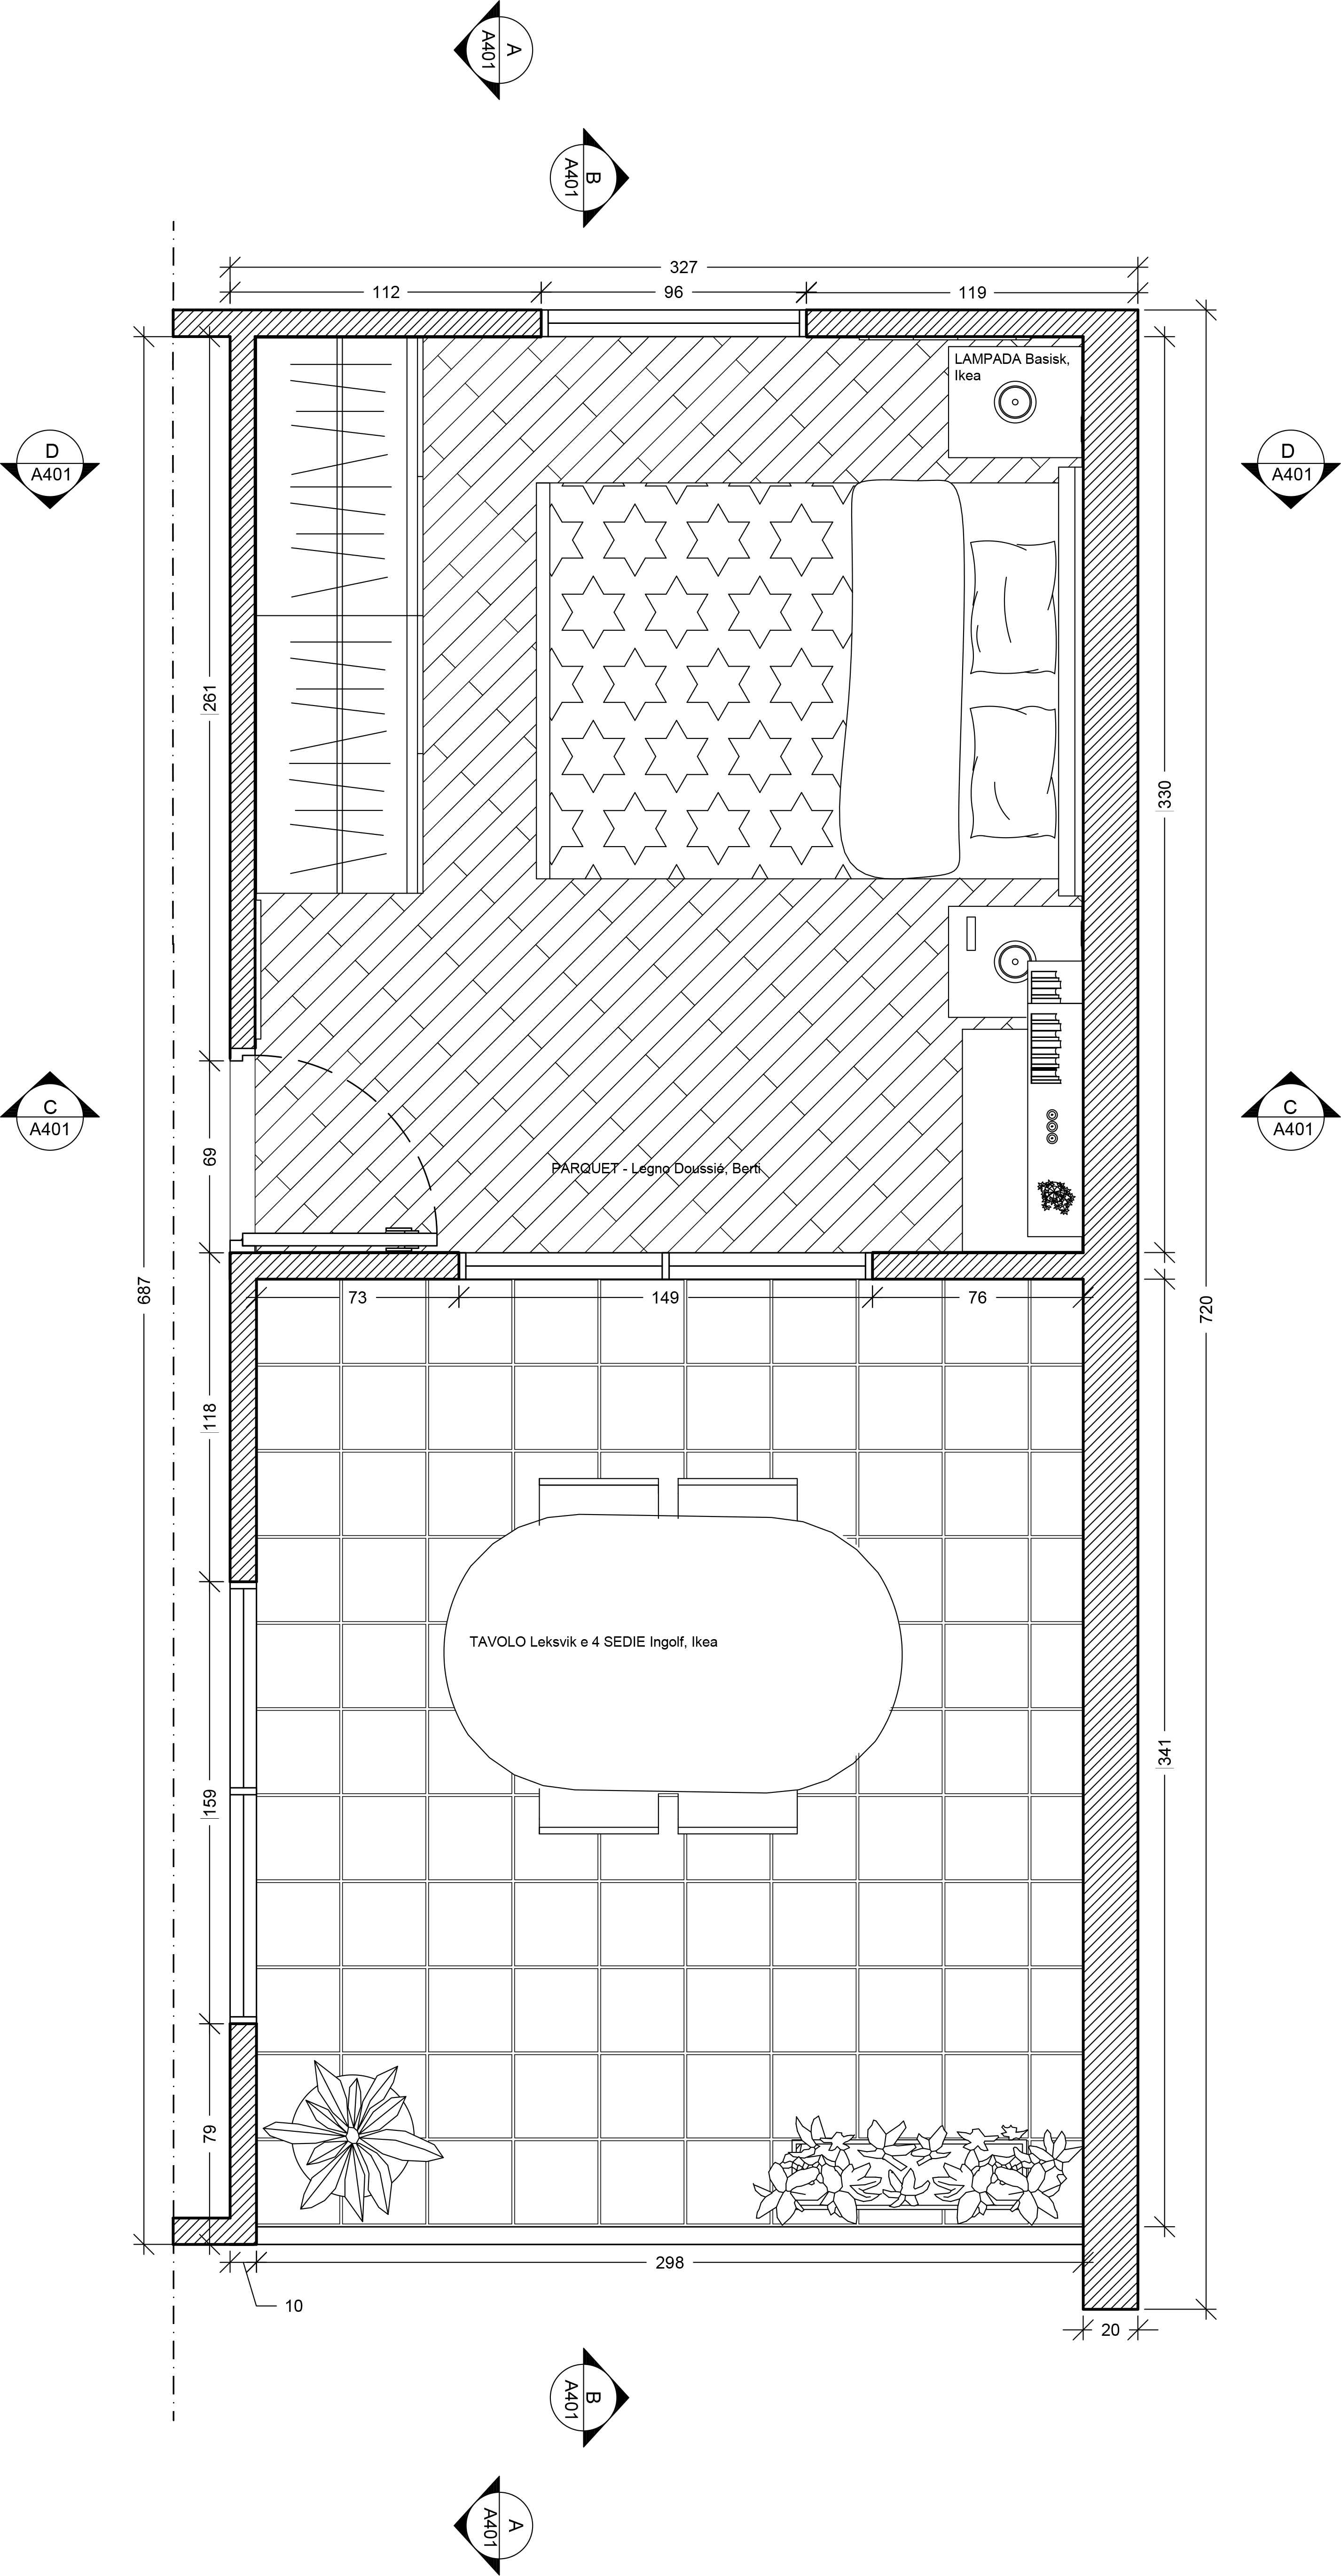 A
A401
B
A401
327
112
96
119
LAMPADA Basisk,
Ikea
D
A401
D
A401
261
330
C
A401
C
A401
69
PARQUET - Legno Doussié, Berti
687
720
73
149
76
118
TAVOLO Leksvik e 4 SEDIE Ingolf, Ikea
341
159
79
298
10
20
B
A401
A
A401